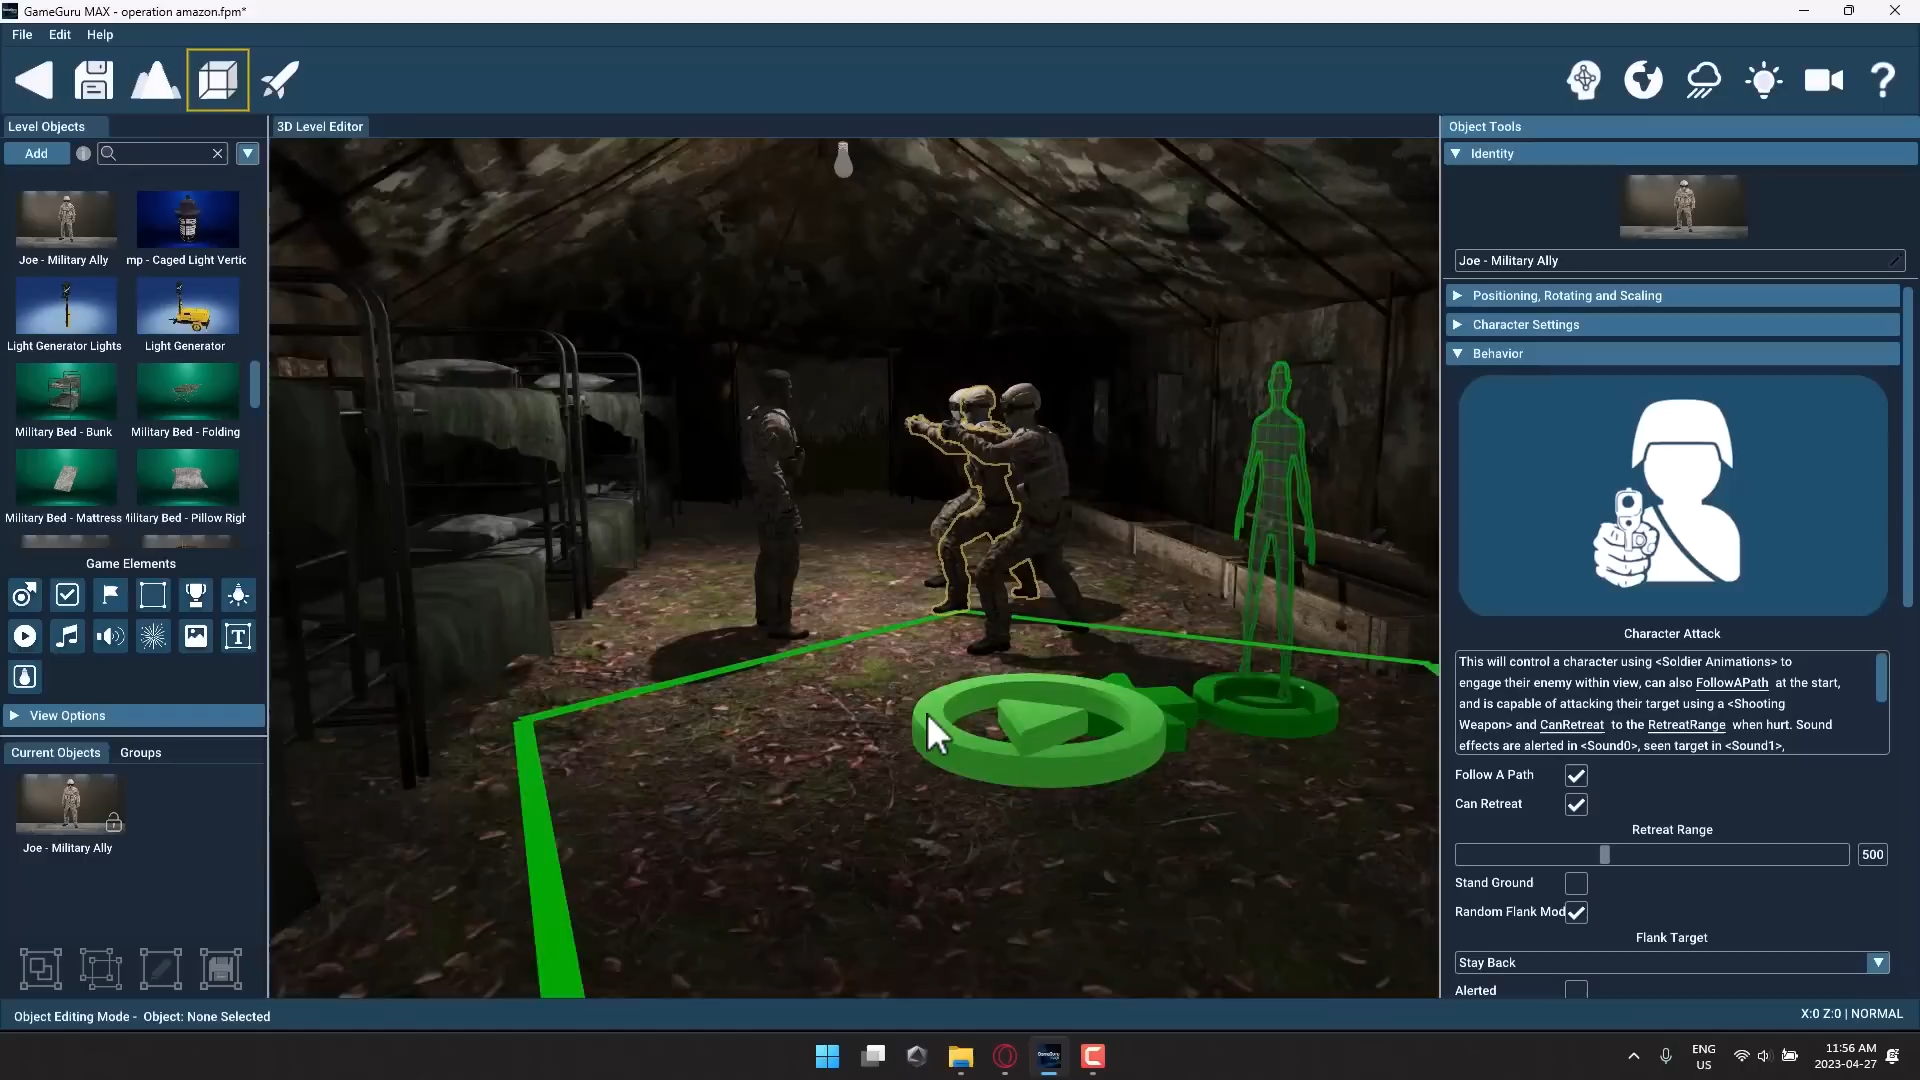 GameGuru MAX - operation amazon.fpm*
File Edit Help
Level Objects
3D Level Editor
Object Tools
Add
Identity
Joe - Military Ally
mp - Caged Light Vertic
Joe - Military Ally
Positioning, Rotating and Scaling
Character Settings
Light Generator Lights
Light Generator
Behavior
Military Bed - Bunk
Military Bed - Folding
Military Bed - Mattress
Military Bed - Pillow Righ
Game Elements
T
Character Attack
This will control a character using <Soldier Animations> to
engage their enemy within view, can also FollowAPath at the start,
and is capable of attacking their target using a <Shooting
Weapon> and CanRetreat to the RetreatRange when hurt. Sound
effects are alerted in <Sound0>, seen target in <Sound1>,
View Options
Current Objects
Groups
Joe - Military Ally
Follow A Path
Can Retreat
Retreat Range
500
Stand Ground
Random Flank Mod
Flank Target
Stay Back
Alerted
Object Editing Mode - Object: None Selected
X:0 Z:0 | NORMAL
ENG
US
11:56 AM
2023-04-27